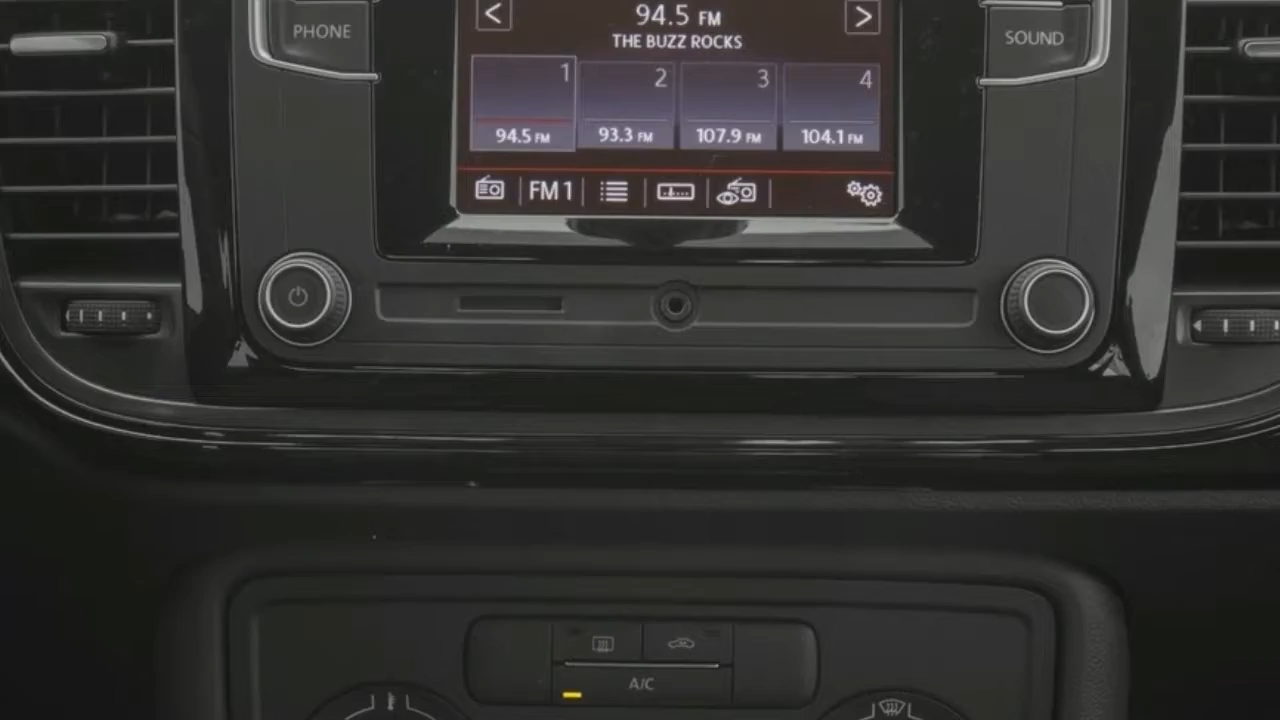 PHONE
94.5 FM
SOUND
THE BUZZ ROCKS
1 2 3 4
94.5 FM 93.3 FM 107.9 FM 104.1 FM
FM 1
A/C